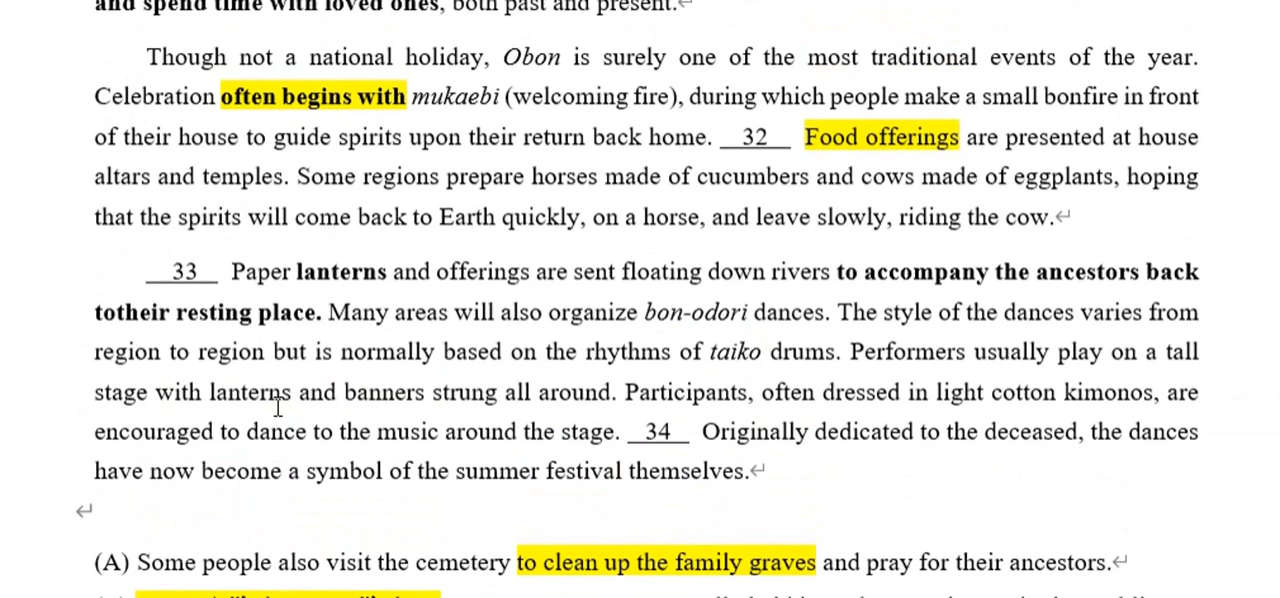 and spend time with loved ones, both past and present.↵
Though not a national holiday, Obon is surely one of the most traditional events of the year.
Celebration often begins with mukaebi (welcoming fire), during which people make a small bonfire in front
of their house to guide spirits upon their return back home. __32__ Food offerings are presented at house
altars and temples. Some regions prepare horses made of cucumbers and cows made of eggplants, hoping
that the spirits will come back to Earth quickly, on a horse, and leave slowly, riding the cow.↵
__33__ Paper lanterns and offerings are sent floating down rivers to accompany the ancestors back
totheir resting place. Many areas will also organize bon-odori dances. The style of the dances varies from
region to region but is normally based on the rhythms of taiko drums. Performers usually play on a tall
stage with lanterns and banners strung all around. Participants, often dressed in light cotton kimonos, are
encouraged to dance to the music around the stage. __34__ Originally dedicated to the deceased, the dances
have now become a symbol of the summer festival themselves.↵
↵
(A) Some people also visit the cemetery to clean up the family graves and pray for their ancestors.↵